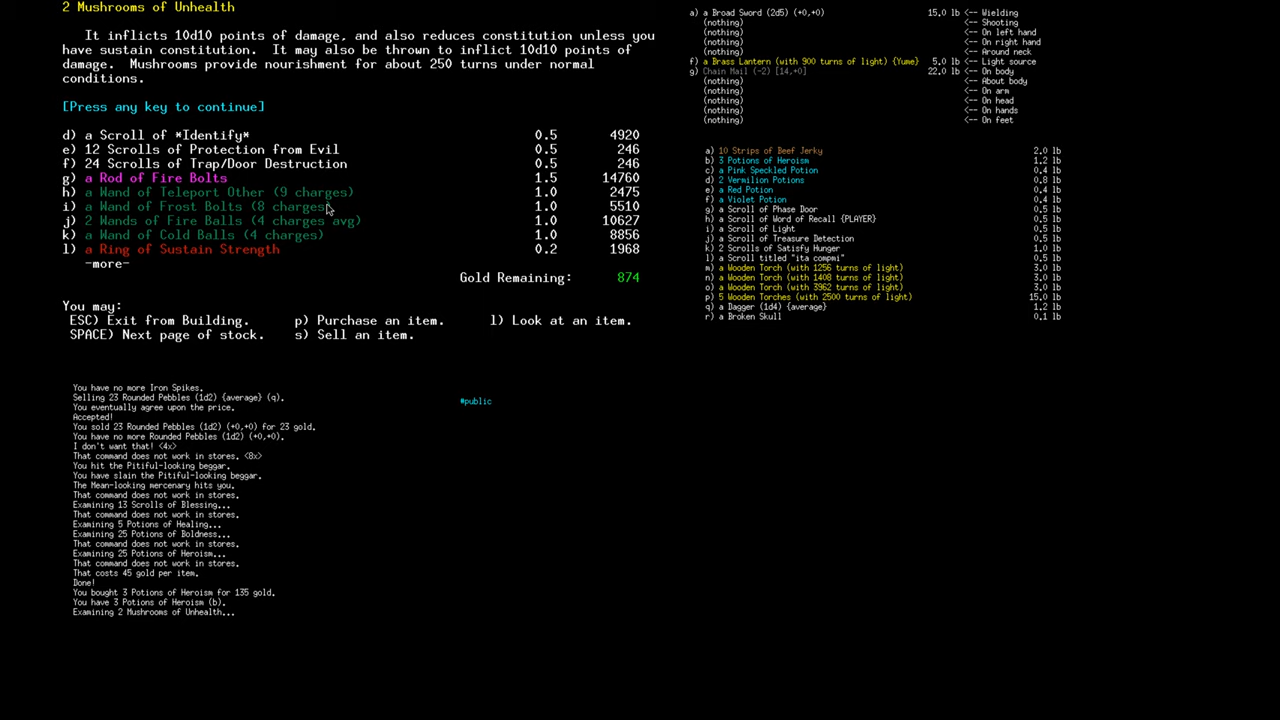 2 Mushrooms of Unhealth
It inflicts 10d10 points of damage, and also reduces constitution unless you
have sustain constitution.  It may also be thrown to inflict 10d10 points of
damage.  Mushrooms provide nourishment for about 250 turns under normal
conditions.
[Press any key to continue]
d) a Scroll of *Identify* 0.5 4920
e) 12 Scrolls of Protection from Evil 0.5 246
f) 24 Scrolls of Trap/Door Destruction 0.5 246
g) a Rod of Fire Bolts 1.5 14760
h) a Wand of Teleport Other (9 charges) 1.0 2475
i) a Wand of Frost Bolts (8 charges) 1.0 5510
j) 2 Wands of Fire Balls (4 charges avg) 1.0 10627
k) a Wand of Cold Balls (4 charges) 1.0 8856
l) a Ring of Sustain Strength 0.2 1968
-more-
Gold Remaining: 874
You may:
ESC) Exit from Building. p) Purchase an item. l) Look at an item.
SPACE) Next page of stock. s) Sell an item.
a) a Broad Sword (2d5) (+0,+0) 15.0 lb <-- Wielding
(nothing) <-- Shooting
(nothing) <-- On left hand
(nothing) <-- On right hand
(nothing) <-- Around neck
f) a Brass Lantern (with 900 turns of light) {Yume} 5.0 lb <-- Light source
g) Chain Mail (-2) [14,+0] 22.0 lb <-- On body
(nothing) <-- About body
(nothing) <-- On arm
(nothing) <-- On head
(nothing) <-- On hands
(nothing) <-- On feet
a) 10 Strips of Beef Jerky 2.0 lb
b) 3 Potions of Heroism 1.2 lb
c) a Pink Speckled Potion 0.4 lb
d) 2 Vermilion Potions 0.8 lb
e) a Red Potion 0.4 lb
f) a Violet Potion 0.4 lb
g) a Scroll of Phase Door 0.5 lb
h) a Scroll of Word of Recall {PLAYER} 0.5 lb
i) a Scroll of Light 0.5 lb
j) a Scroll of Treasure Detection 0.5 lb
k) 2 Scrolls of Satisfy Hunger 1.0 lb
l) a Scroll titled "ita compmi" 0.5 lb
m) a Wooden Torch (with 1256 turns of light) 3.0 lb
n) a Wooden Torch (with 1408 turns of light) 3.0 lb
o) a Wooden Torch (with 3962 turns of light) 3.0 lb
p) 5 Wooden Torches (with 2500 turns of light) 15.0 lb
q) a Dagger (1d4) {average} 1.2 lb
r) a Broken Skull 0.1 lb
You have no more Iron Spikes.
Selling 23 Rounded Pebbles (1d2) {average} (q).
You eventually agree upon the price.
Accepted!
You sold 23 Rounded Pebbles (1d2) (+0,+0) for 23 gold.
You have no more Rounded Pebbles (1d2) (+0,+0).
I don't want that! <4x>
That command does not work in stores. <8x>
You hit the Pitiful-looking beggar.
You have slain the Pitiful-looking beggar.
The Mean-looking mercenary hits you.
That command does not work in stores.
Examining 13 Scrolls of Blessing...
That command does not work in stores.
Examining 5 Potions of Healing...
Examining 25 Potions of Boldness...
That command does not work in stores.
Examining 25 Potions of Heroism...
That command does not work in stores.
That costs 45 gold per item.
Done!
You bought 3 Potions of Heroism for 135 gold.
You have 3 Potions of Heroism (b).
Examining 2 Mushrooms of Unhealth...
#public